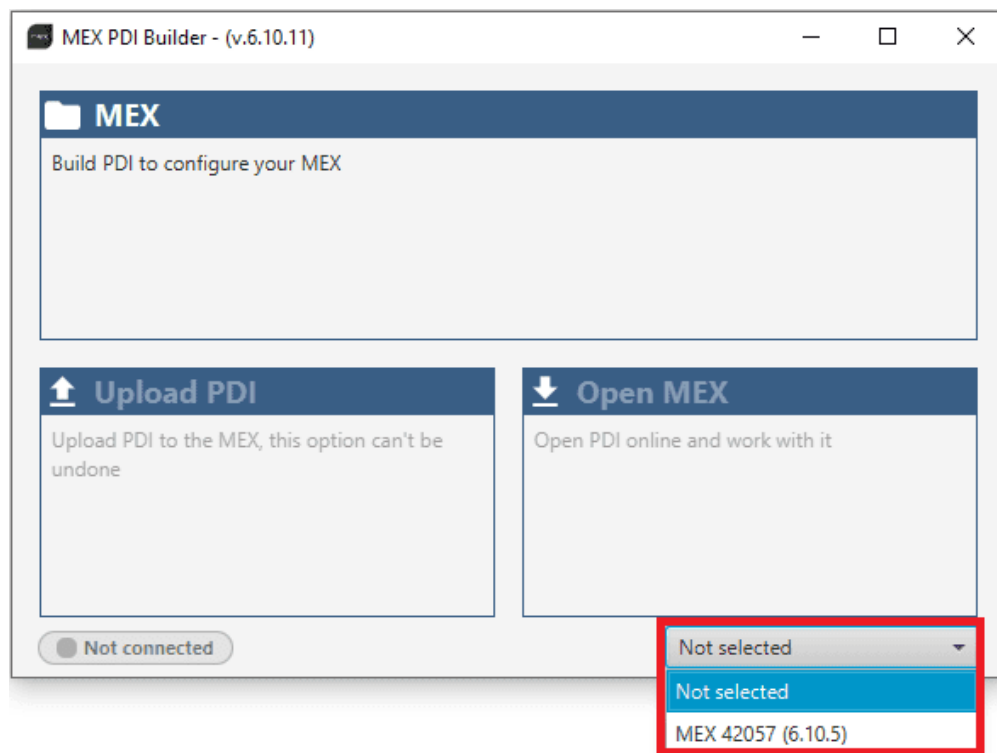 MEX PDI Builder - (v.6.10.11)
MEX
Build PDI to configure your MEX
Upload PDI
Upload PDI to the MEX, this option can't be
undone
Open MEX
Open PDI online and work with it
Not connected
Not selected
Not selected
MEX 42057 (6.10.5)